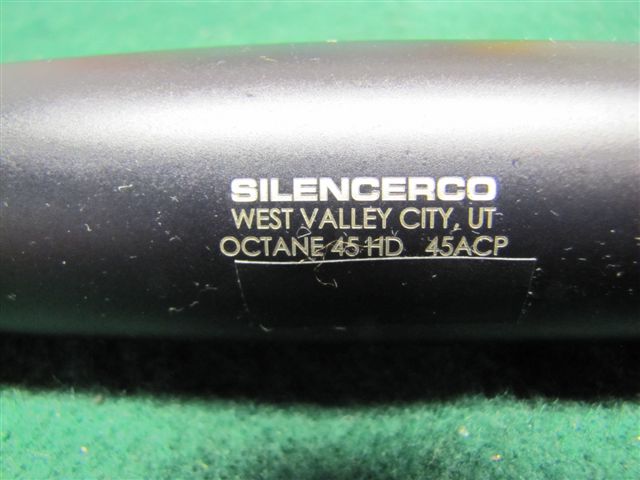 SILENCERCO
WEST VALLEY CITY, UT
OCTANE 45 HD 45ACP